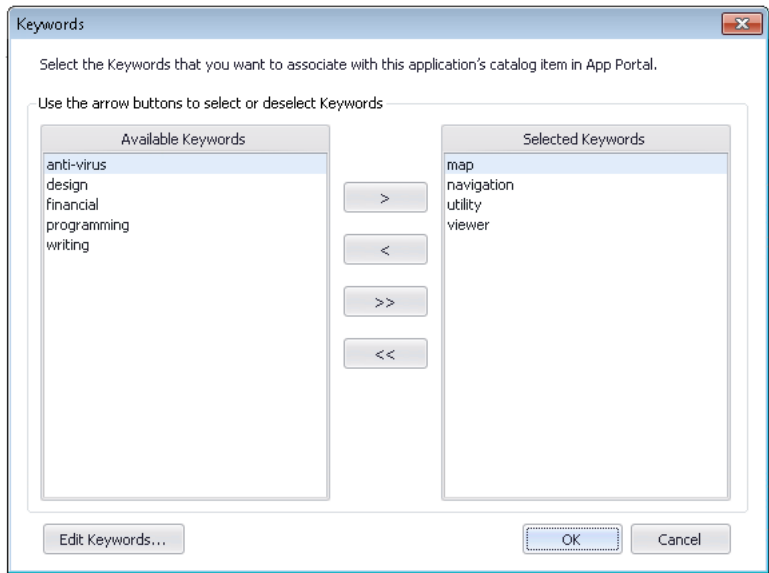 Keywords
Select the Keywords that you want to associate with this application's catalog item in App Portal.
Use the arrow buttons to select or deselect Keywords
Available Keywords
anti-virus
design
financial
programming
writing
>
<
>>
<<
Selected Keywords
map
navigation
utility
viewer
Edit Keywords...
OK
Cancel